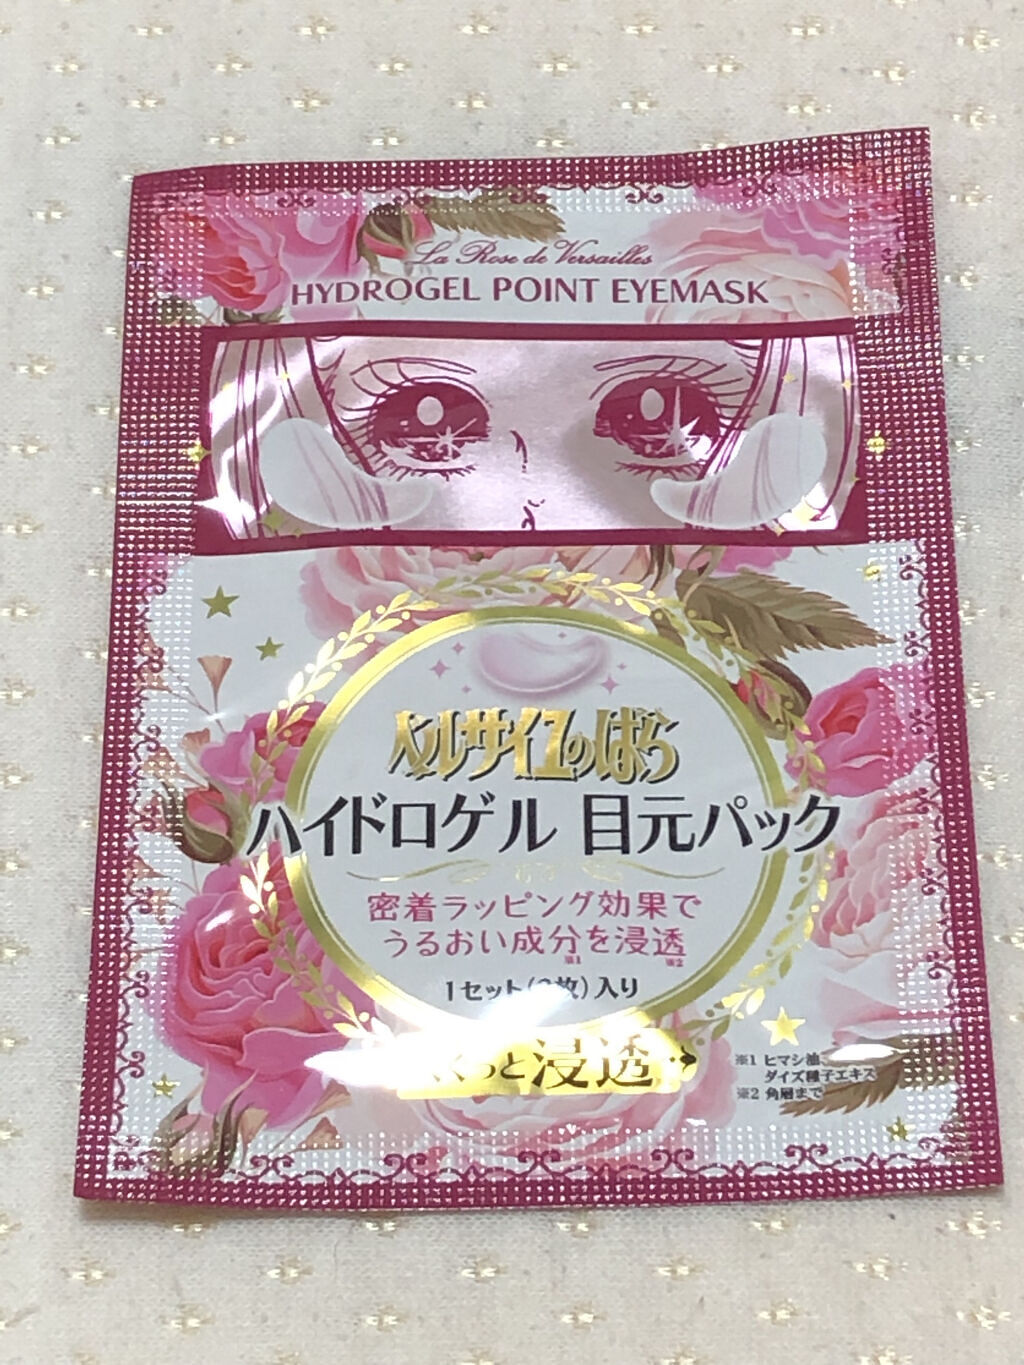 La Rose de Versailles
HYDROGEL POINT EYEMASK
ベルサイユのばら
ハイドロゲル 目元パック
密着ラッピング効果で
うるおい成分を浸透
※1 ※2
1セット(2枚)入り
っと浸透
※1 ヒマシ油、
ダイズ種子エキス
※2 角層まで